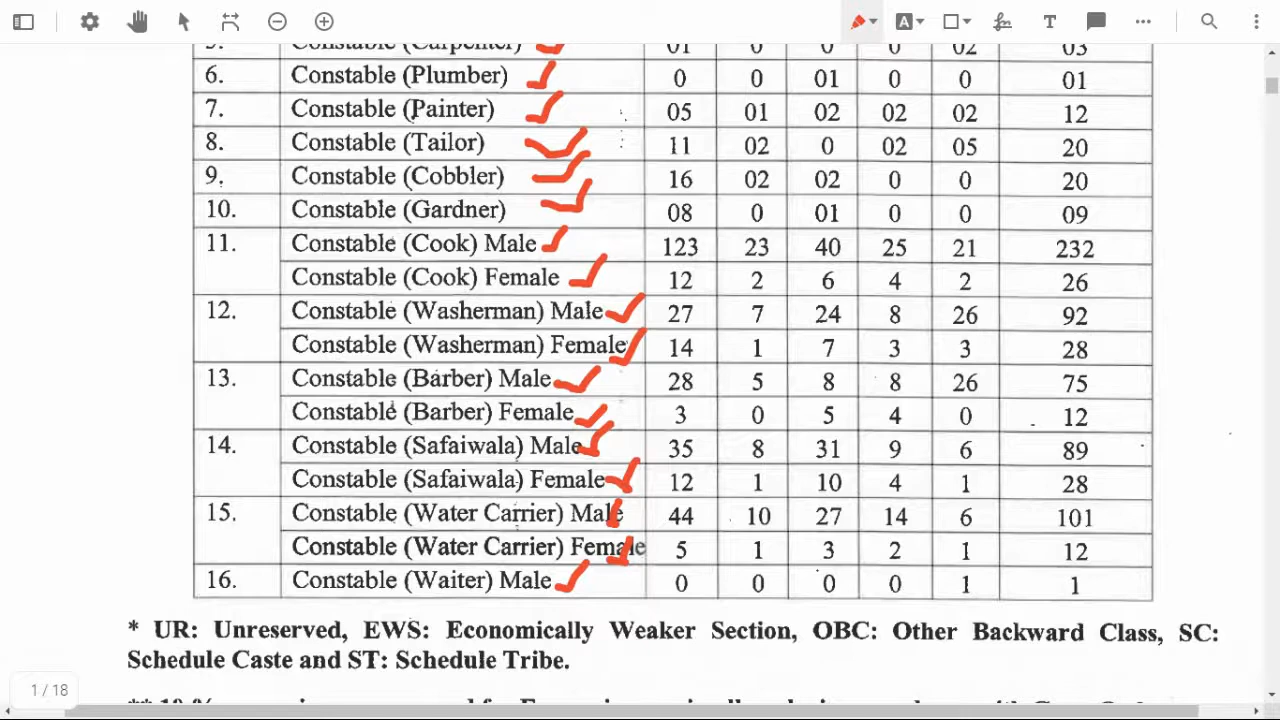 5. Constable (Carpenter) 01 0 0 0 02 03
6. Constable (Plumber) 0 0 01 0 0 01
7. Constable (Painter) 05 01 02 02 02 12
8. Constable (Tailor) 11 02 0 02 05 20
9. Constable (Cobbler) 16 02 02 0 0 20
10. Constable (Gardner) 08 0 01 0 0 09
11. Constable (Cook) Male 123 23 40 25 21 232
Constable (Cook) Female 12 2 6 4 2 26
12. Constable (Washerman) Male 27 7 24 8 26 92
Constable (Washerman) Female 14 1 7 3 3 28
13. Constable (Barber) Male 28 5 8 8 26 75
Constable (Barber) Female 3 0 5 4 0 12
14. Constable (Safaiwala) Male 35 8 31 9 6 89
Constable (Safaiwala) Female 12 1 10 4 1 28
15. Constable (Water Carrier) Male 44 10 27 14 6 101
Constable (Water Carrier) Female 5 1 3 2 1 12
16. Constable (Waiter) Male 0 0 0 0 1 1
* UR: Unreserved, EWS: Economically Weaker Section, OBC: Other Backward Class, SC:
Schedule Caste and ST: Schedule Tribe.
1 / 18